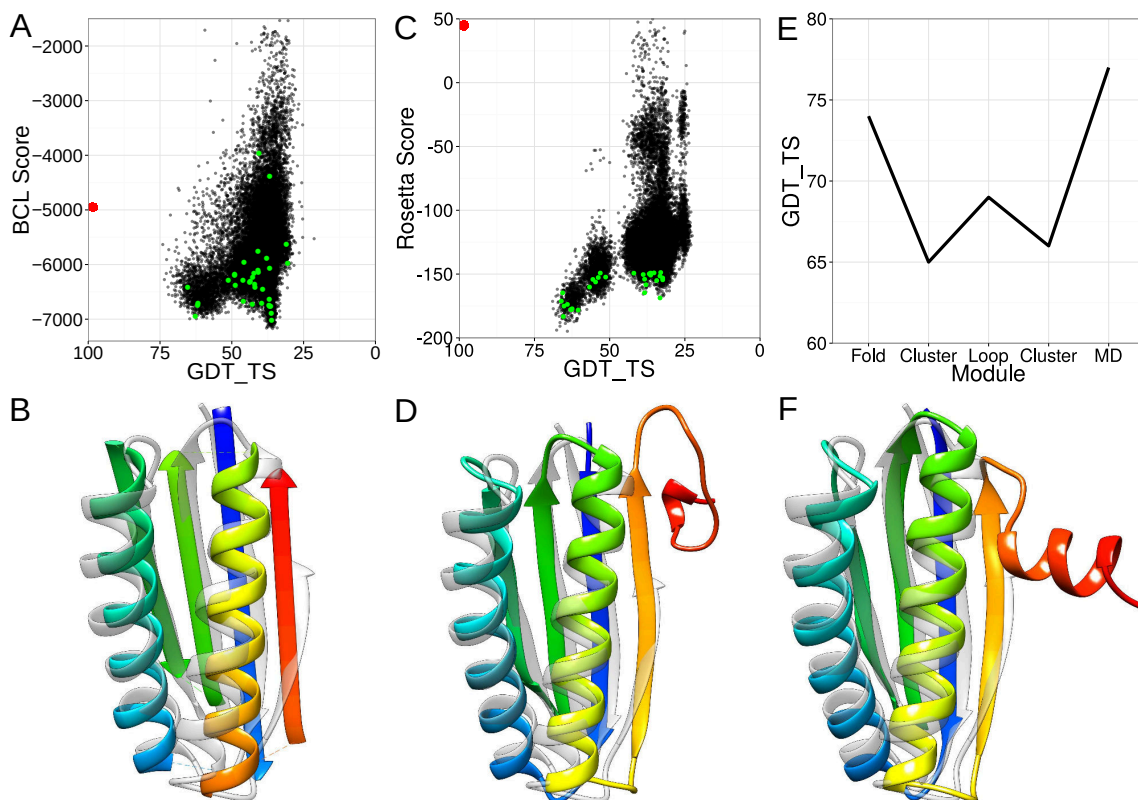 A
BCL Score
−2000
−3000
−4000
−5000
−6000
−7000
100 75 50 25 0
GDT_TS
C
Rosetta Score
50
0
-50
-100
-150
-200
100 75 50 25 0
GDT_TS
E
GDT_TS
80
75
70
65
60
Fold Cluster Loop Cluster MD
Module
B
D
F